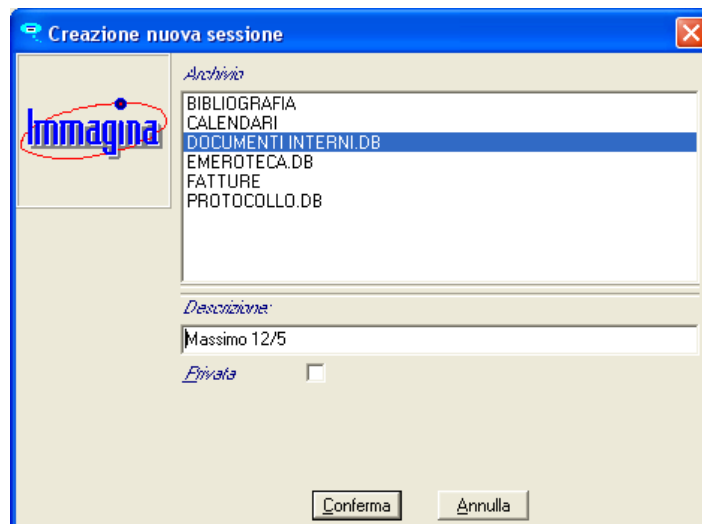 Creazione nuova sessione
Immagina
Archivio
BIBLIOGRAFIA
CALENDARI
DOCUMENTI INTERNI.DB
EMEROTECA.DB
FATTURE
PROTOCOLLO.DB
Descrizione:
Massimo 12/5
Privata
Conferma Annulla